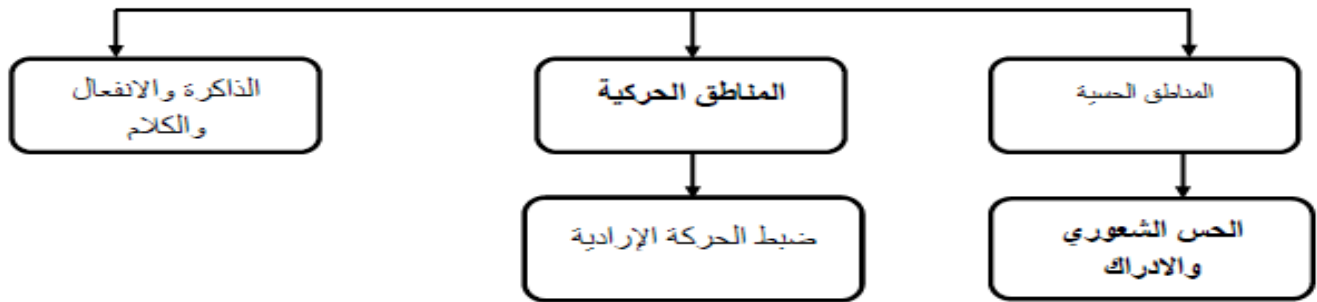 المناطق الحسية
المناطق الحركية
الذاكرة والانفعال
والكلام
الحس الشعوري
والادراك
ضبط الحركة الإرادية